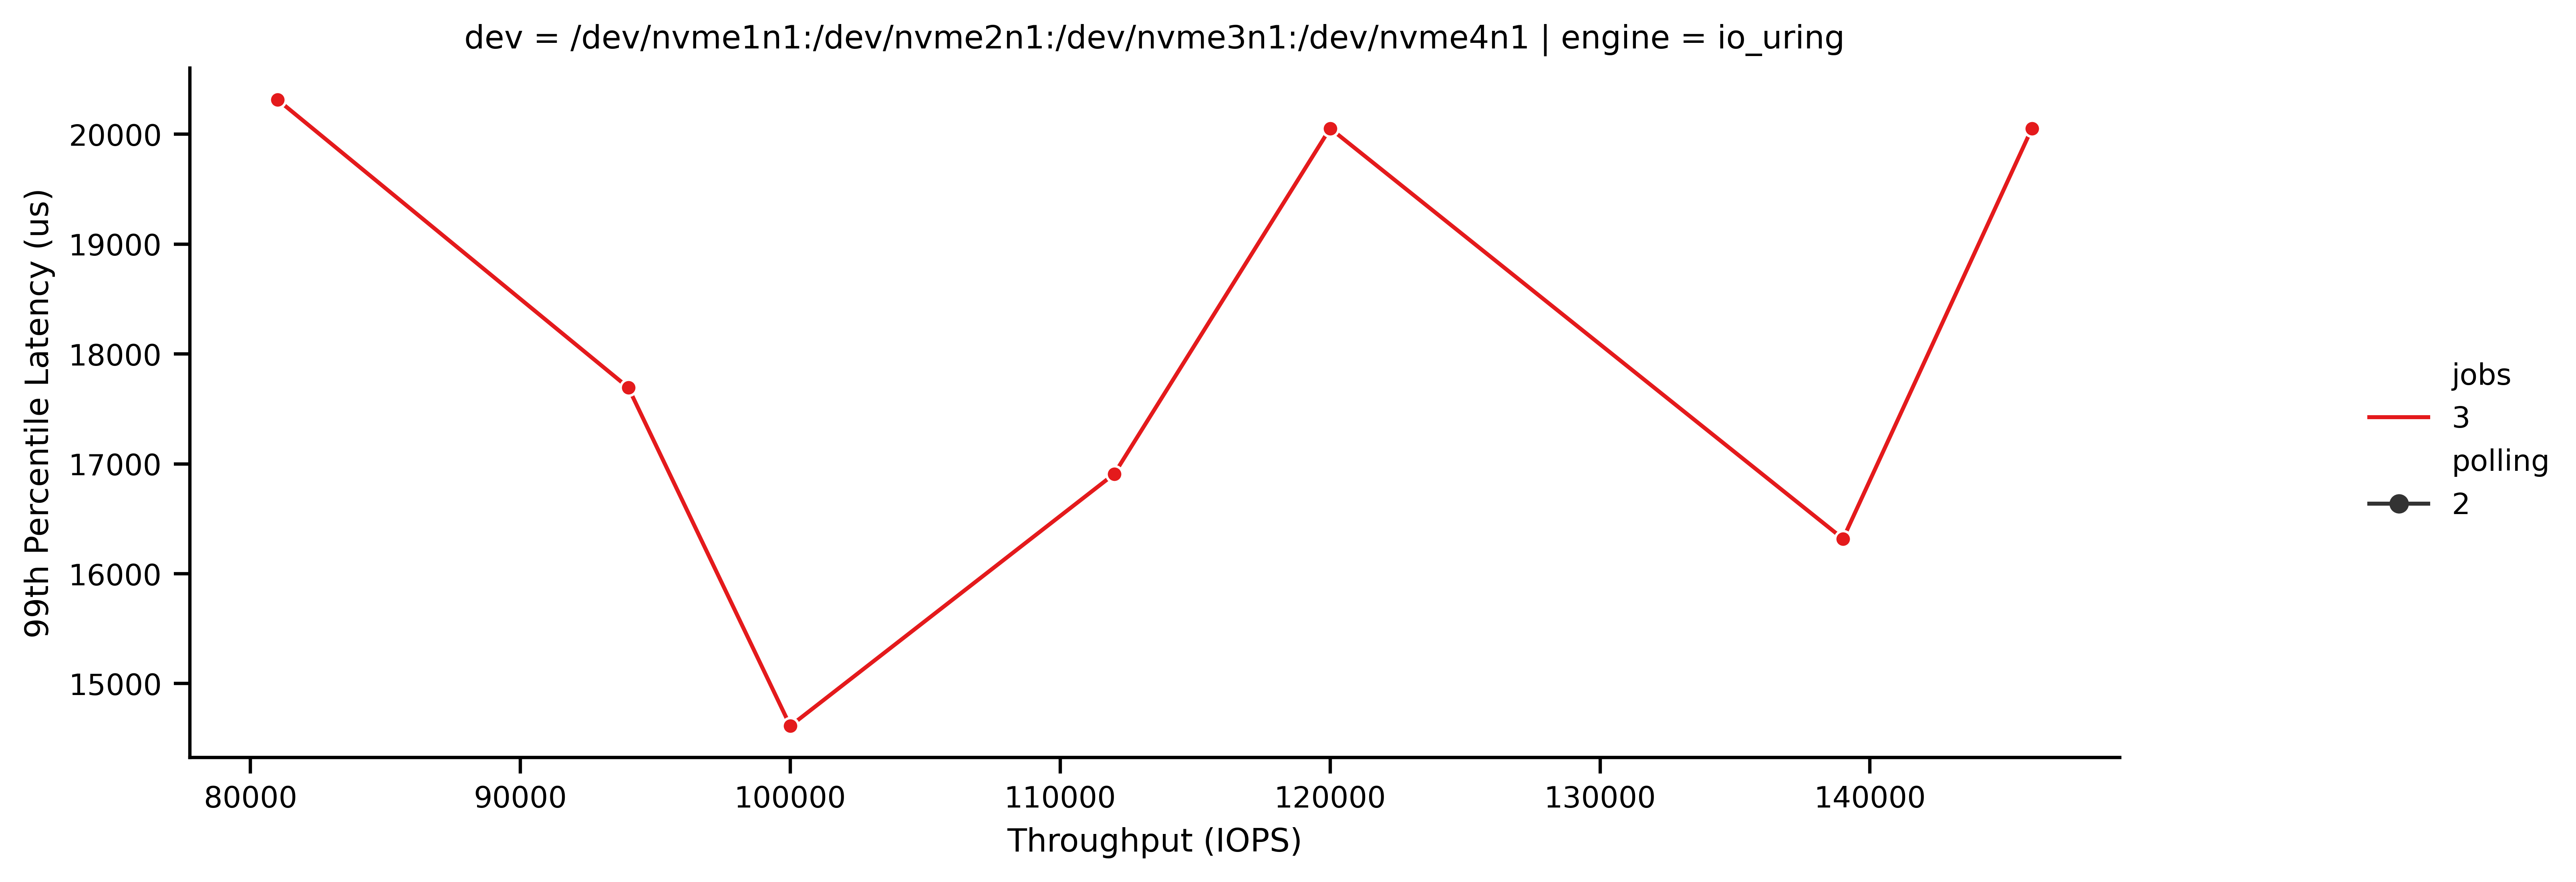 dev = /dev/nvme1n1:/dev/nvme2n1:/dev/nvme3n1:/dev/nvme4n1 | engine = io_uring
99th Percentile Latency (us)
20000
19000
18000
17000
16000
15000
80000 90000 100000 110000 120000 130000 140000
Throughput (IOPS)
jobs
3
polling
2